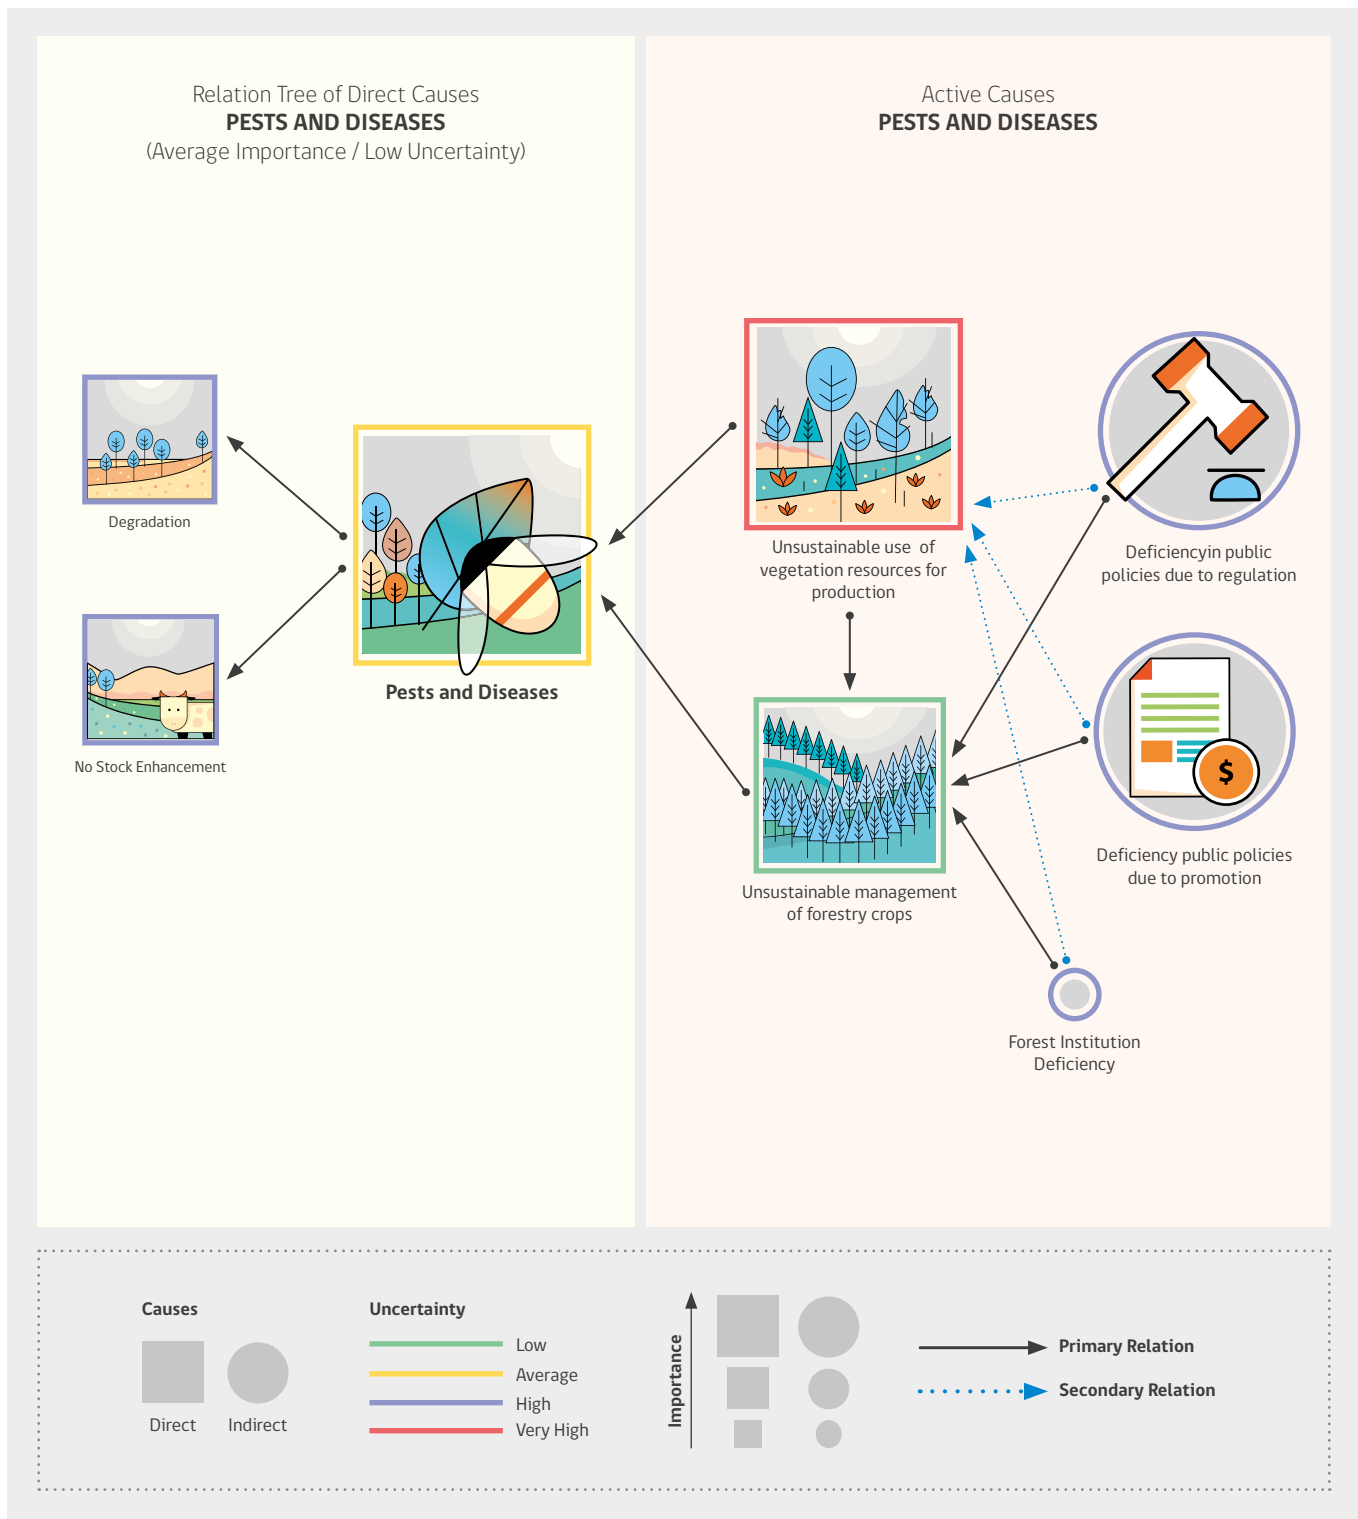 Relation Tree of Direct Causes
PESTS AND DISEASES
(Average Importance / Low Uncertainty)
Active Causes
PESTS AND DISEASES
Degradation
No Stock Enhancement
Pests and Diseases
Unsustainable use of
vegetation resources for
production
Unsustainable management
of forestry crops
Deficiencyin public
policies due to regulation
$
Deficiency public policies
due to promotion
Forest Institution
Deficiency
Causes
Direct
Indirect
Uncertainty
Low
Average
High
Very High
Importance
Primary Relation
Secondary Relation